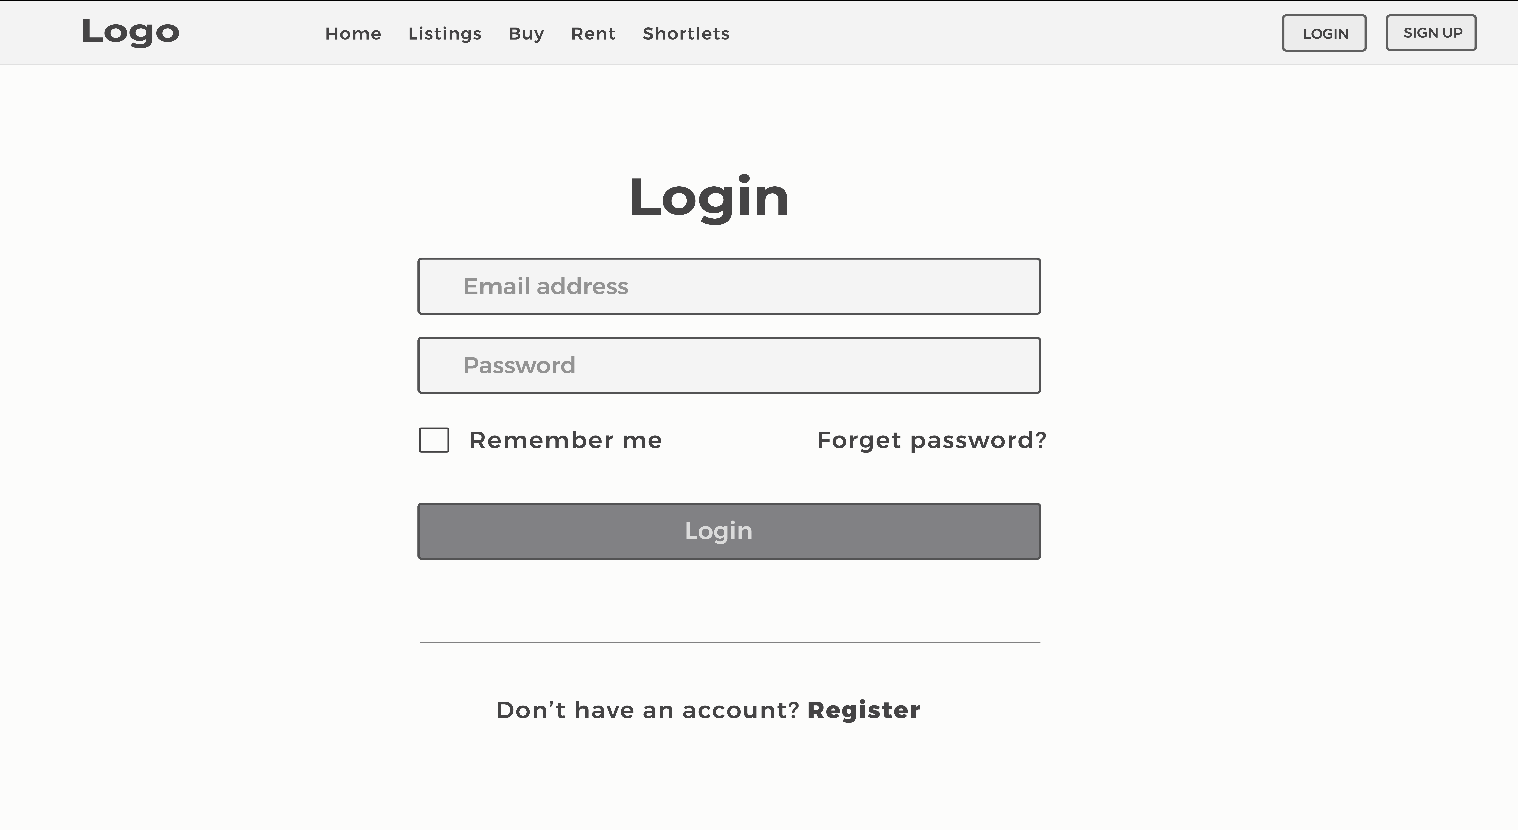 Logo Home Listings Buy Rent Shortlets LOGIN SIGN UP
Login
Email address
Password
Remember me Forget password?
Login
Don’t have an account? Register